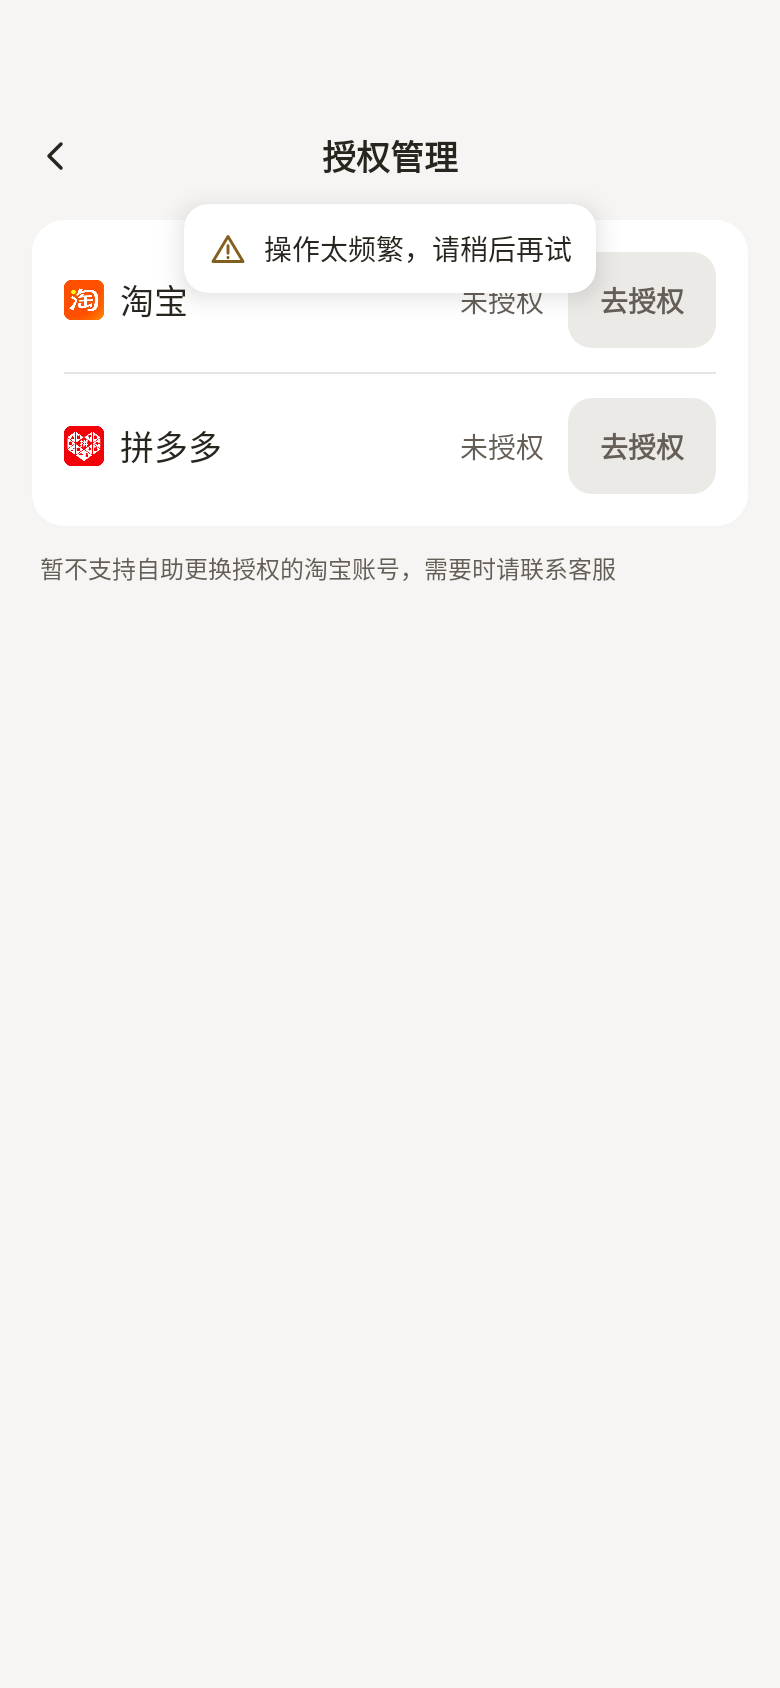 授权管理
操作太频繁，请稍后再试
淘
淘宝
未授权
去授权
拼多多
未授权
去授权
暂不支持自助更换授权的淘宝账号，需要时请联系客服